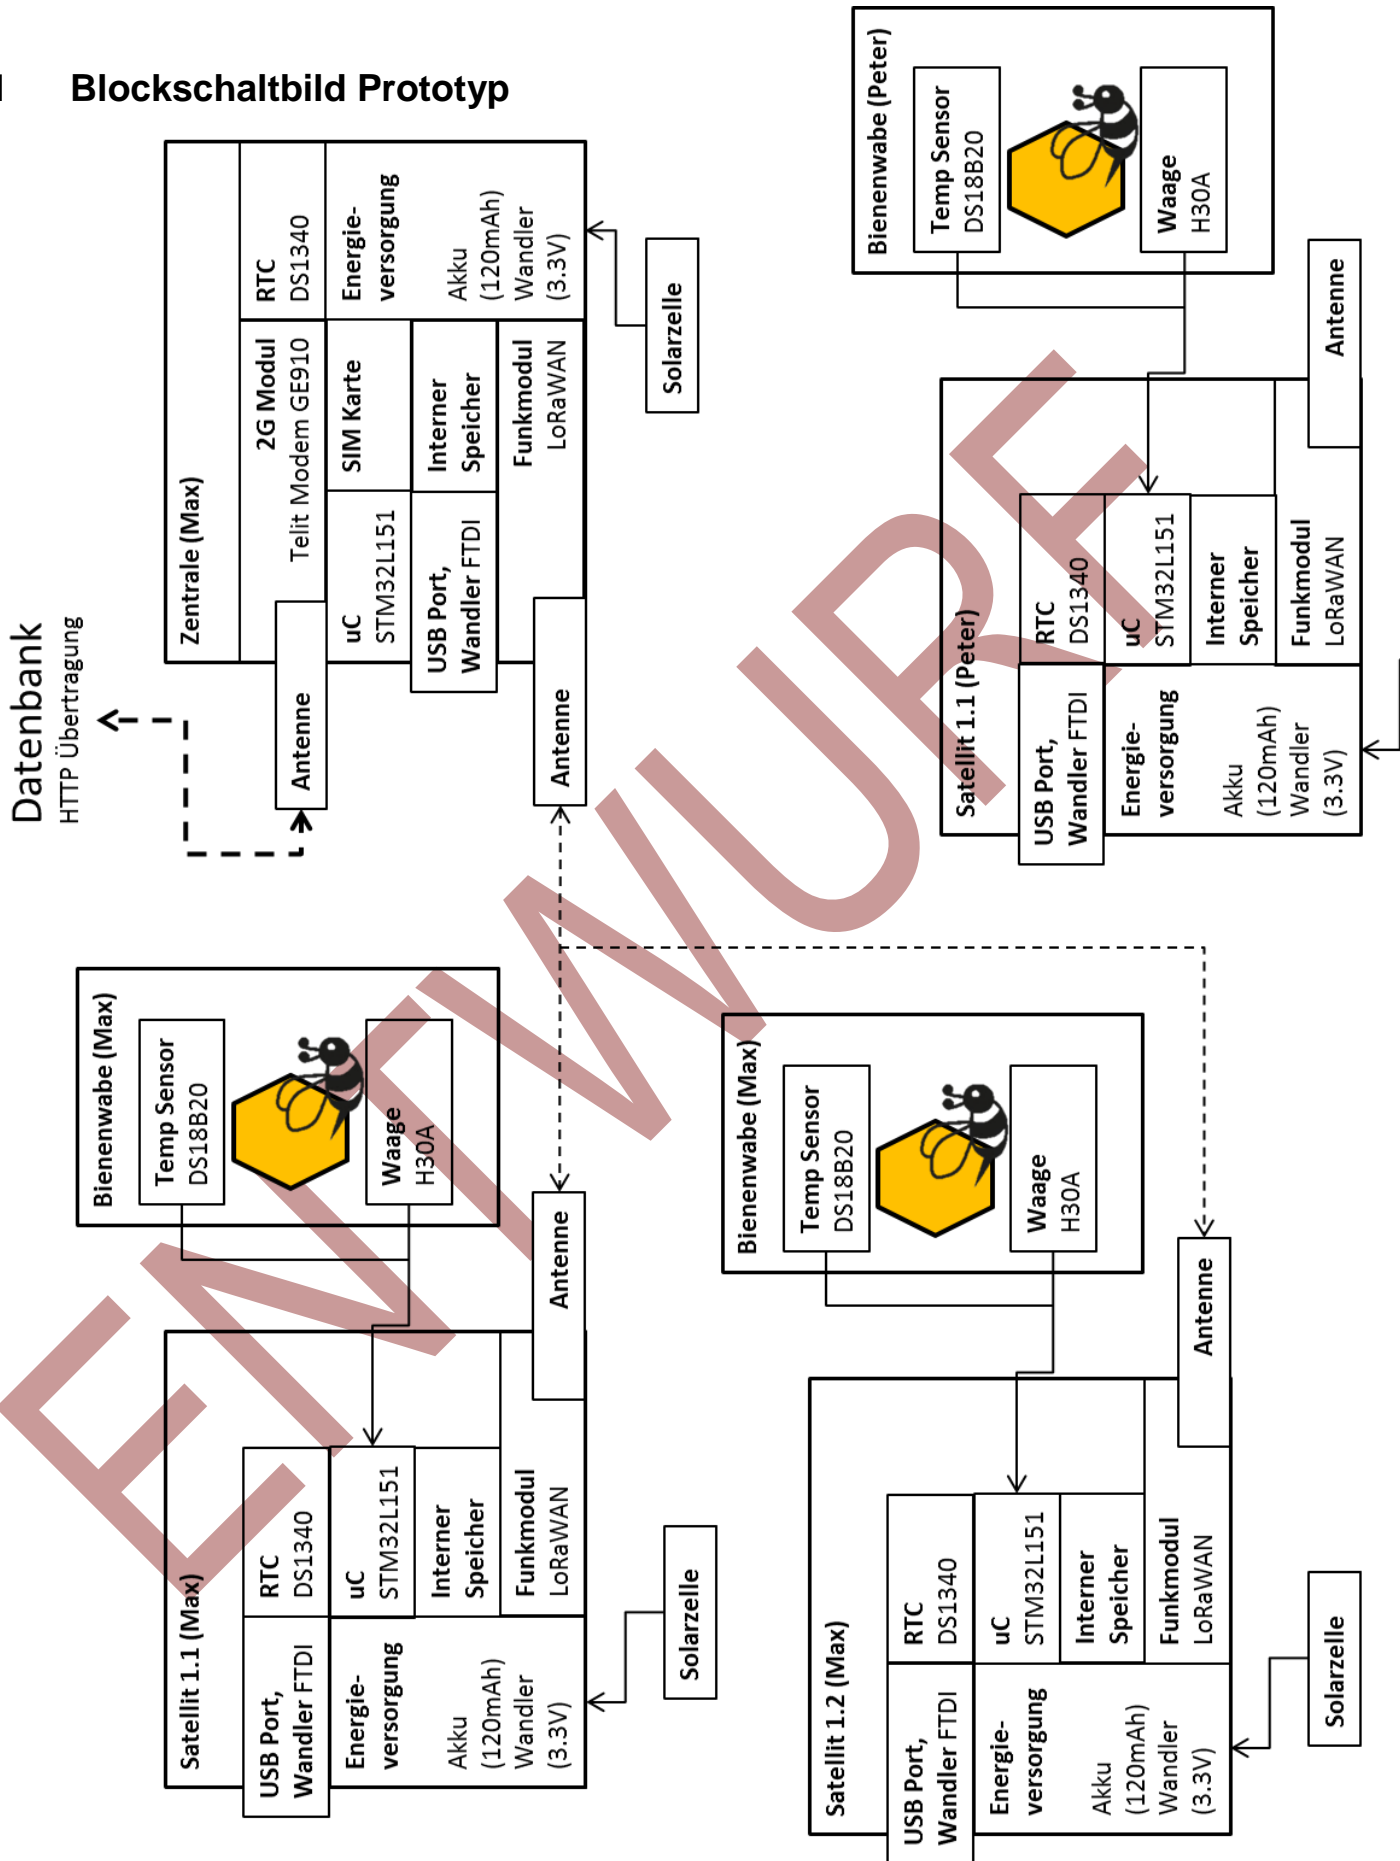 Blockschaltbild Prototyp
Datenbank
HTTP Übertragung
Zentrale (Max)
2G Modul
Telit Modem GE910
RTC
DS1340
Antenne
uC
STM32L151
SIM Karte
Energie-
versorgung
Akku
(120mAh)
Wandler
(3.3V)
USB Port,
Wandler FTDI
Interner
Speicher
Funkmodul
LoRaWAN
Antenne
Solarzelle
Bienenwabe (Peter)
Temp Sensor
DS18B20
Waage
H30A
Satellit 1.1 (Peter)
USB Port,
Wandler FTDI
RTC
DS1340
uC
STM32L151
Interner
Speicher
Funkmodul
LoRaWAN
Energie-
versorgung
Akku
(120mAh)
Wandler
(3.3V)
Antenne
Bienenwabe (Max)
Temp Sensor
DS18B20
Waage
H30A
Satellit 1.1 (Max)
USB Port,
Wandler FTDI
RTC
DS1340
uC
STM32L151
Interner
Speicher
Funkmodul
LoRaWAN
Energie-
versorgung
Akku
(120mAh)
Wandler
(3.3V)
Antenne
Solarzelle
Bienenwabe (Max)
Temp Sensor
DS18B20
Waage
H30A
Satellit 1.2 (Max)
USB Port,
Wandler FTDI
RTC
DS1340
uC
STM32L151
Interner
Speicher
Funkmodul
LoRaWAN
Energie-
versorgung
Akku
(120mAh)
Wandler
(3.3V)
Antenne
Solarzelle
ENTWURF